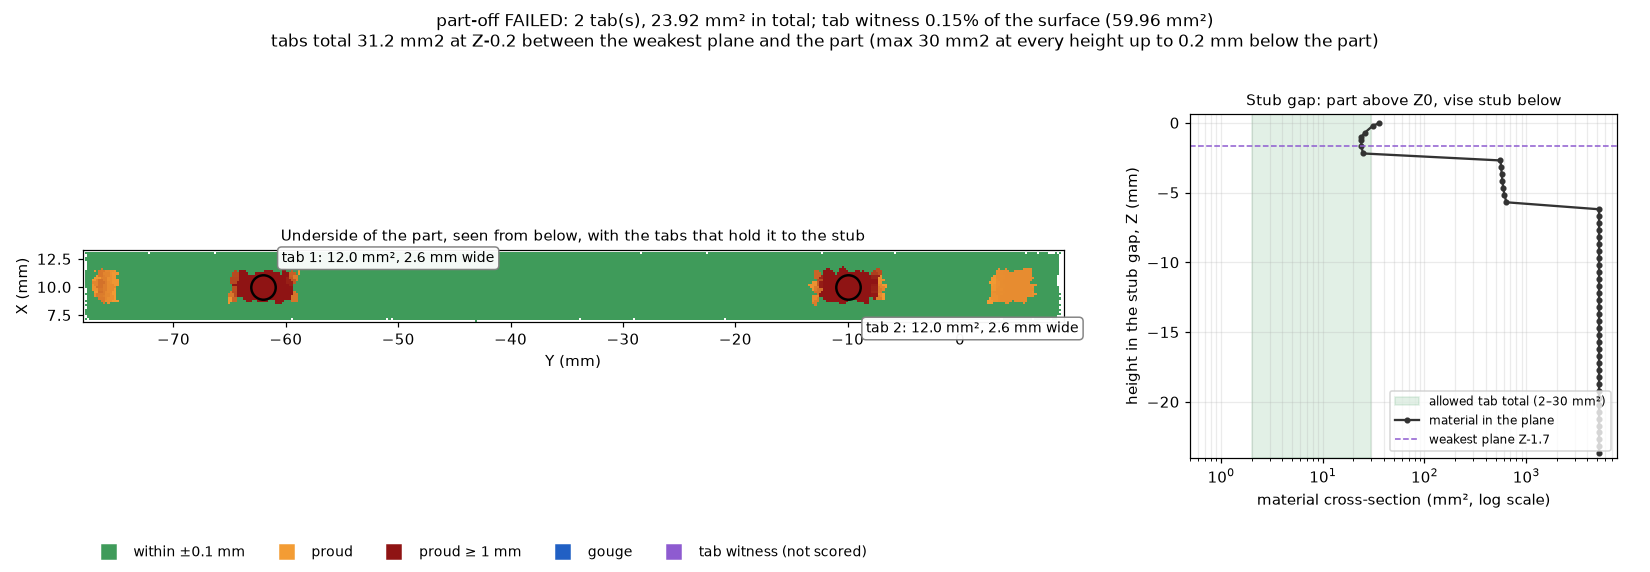 part-off FAILED: 2 tab(s), 23.92 mm² in total; tab witness 0.15% of the surface (59.96 mm²)
tabs total 31.2 mm2 at Z-0.2 between the weakest plane and the part (max 30 mm2 at every height up to 0.2 mm below the part)
Underside of the part, seen from below, with the tabs that hold it to the stub
tab 1: 12.0 mm², 2.6 mm wide
tab 2: 12.0 mm², 2.6 mm wide
12.5
10.0
7.5
X (mm)
−70
−60
−50
−40
−30
−20
−10
0
Y (mm)
within ±0.1 mm
proud
proud ≥ 1 mm
gouge
tab witness (not scored)
Stub gap: part above Z0, vise stub below
0
−5
−10
−15
−20
height in the stub gap, Z (mm)
allowed tab total (2–30 mm²)
material in the plane
weakest plane Z-1.7
10⁰
10¹
10²
10³
material cross-section (mm², log scale)